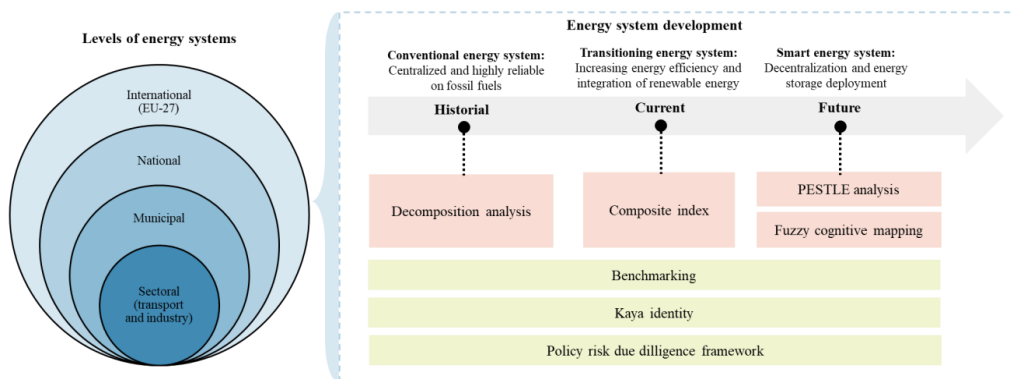 Levels of energy systems
International
(EU-27)
National
Municipal
Sectoral
(transport
and industry)
Energy system development
Conventional energy system:
Centralized and highly reliable
on fossil fuels
Historial
Transitioning energy system:
Increasing energy efficiency and
integration of renewable energy
Current
Smart energy system:
Decentralization and energy
storage deployment
Future
Decomposition analysis
Composite index
PESTLE analysis
Fuzzy cognitive mapping
Benchmarking
Kaya identity
Policy risk due dilligence framework